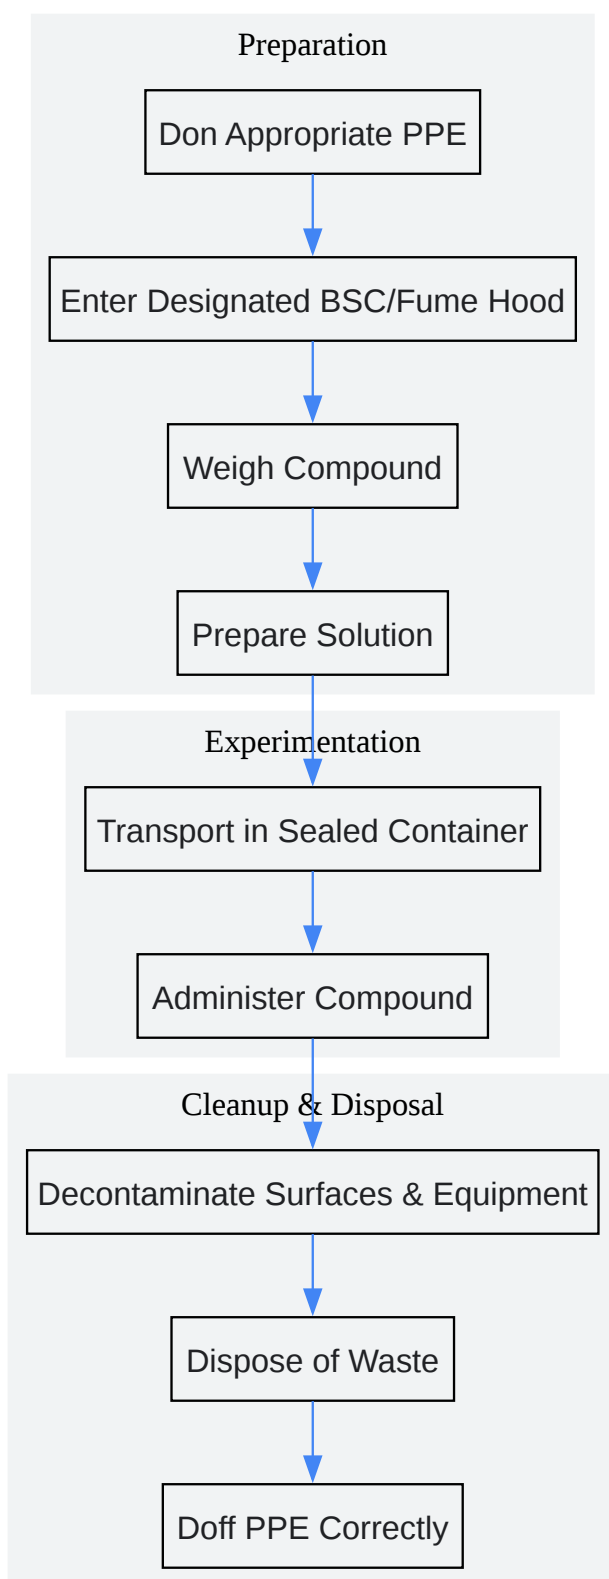 Preparation
Don Appropriate PPE
Enter Designated BSC/Fume Hood
Weigh Compound
Prepare Solution
Experimentation
Transport in Sealed Container
Administer Compound
Cleanup & Disposal
Decontaminate Surfaces & Equipment
Dispose of Waste
Doff PPE Correctly